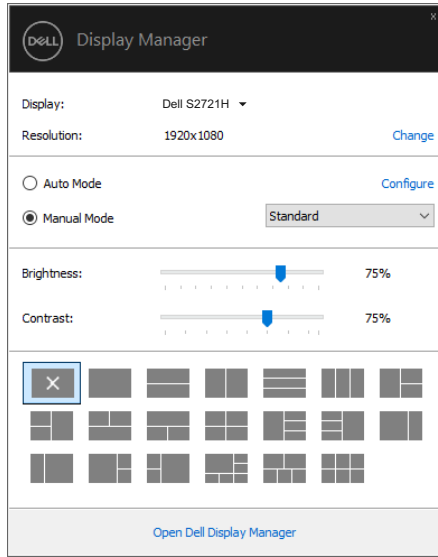 x
DELL Display Manager
Display: Dell S2721H
Resolution: 1920x1080 Change
Auto Mode Configure
Manual Mode Standard
Brightness: 75%
Contrast: 75%
Open Dell Display Manager